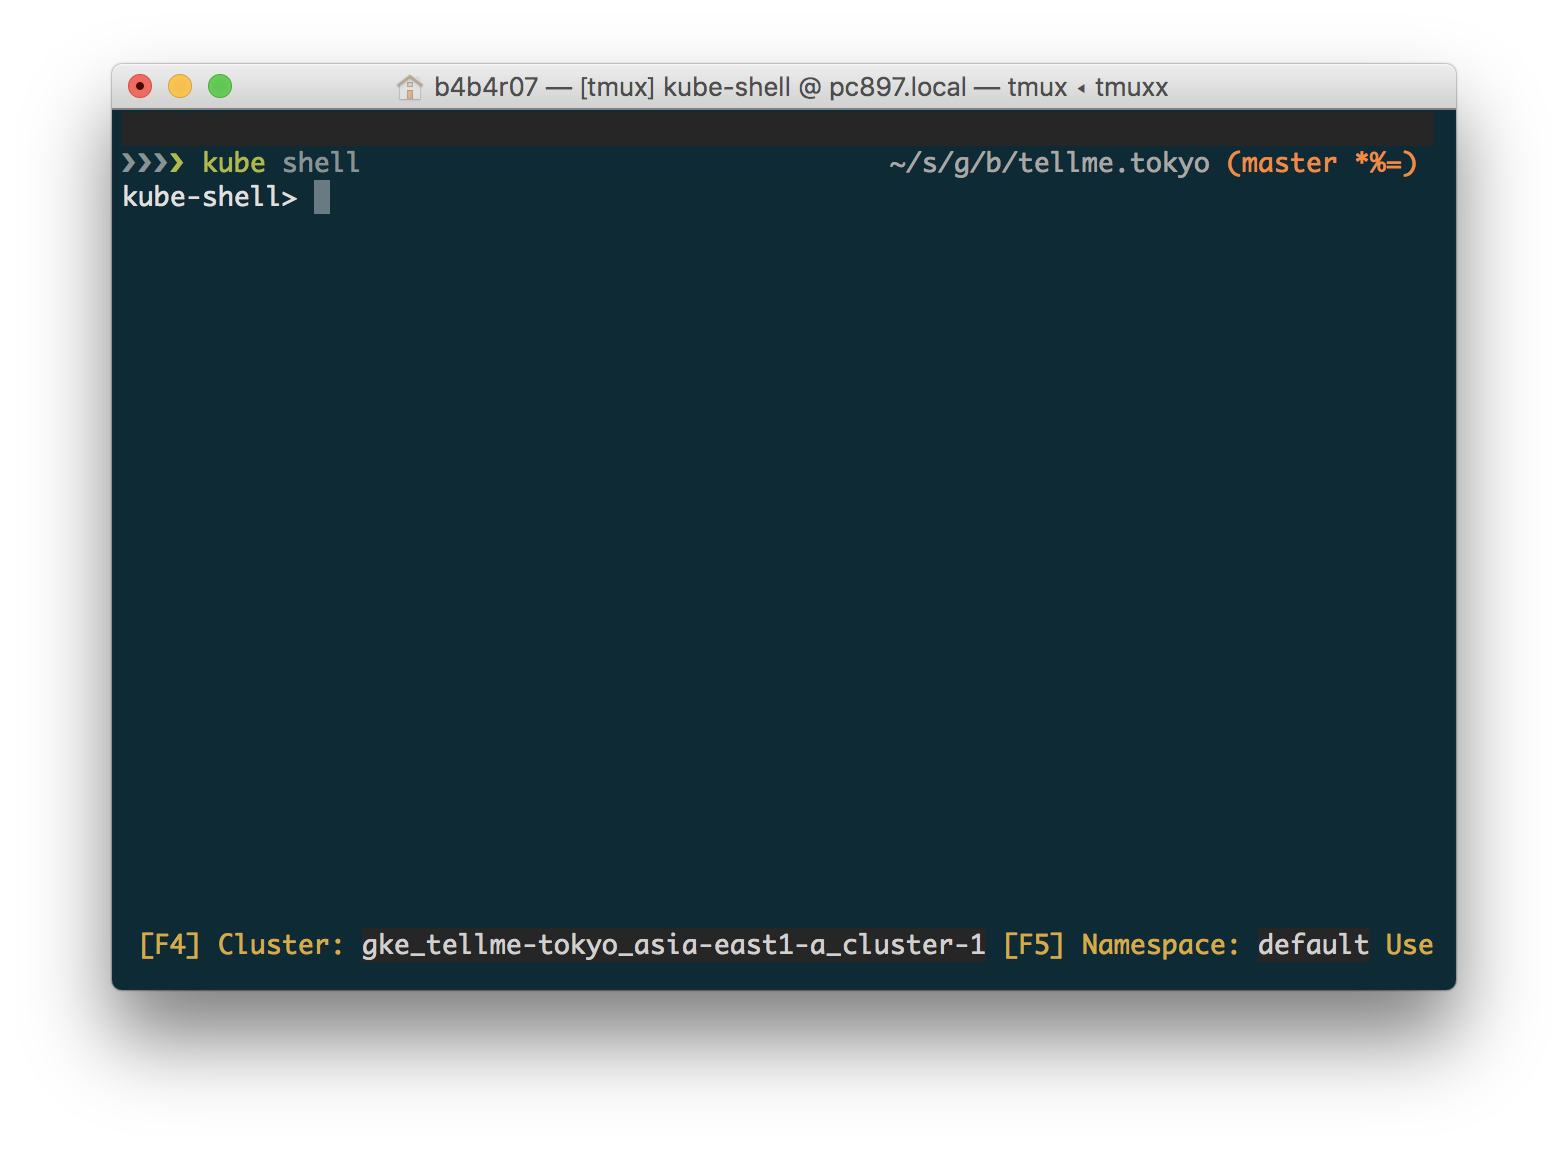 b4b4r07 — [tmux] kube-shell @ pc897.local — tmux ◂ tmuxx
❯❯❯❯ kube shell ~/s/g/b/tellme.tokyo (master *%=)
kube-shell>
[F4] Cluster: gke_tellme-tokyo_asia-east1-a_cluster-1 [F5] Namespace: default Use